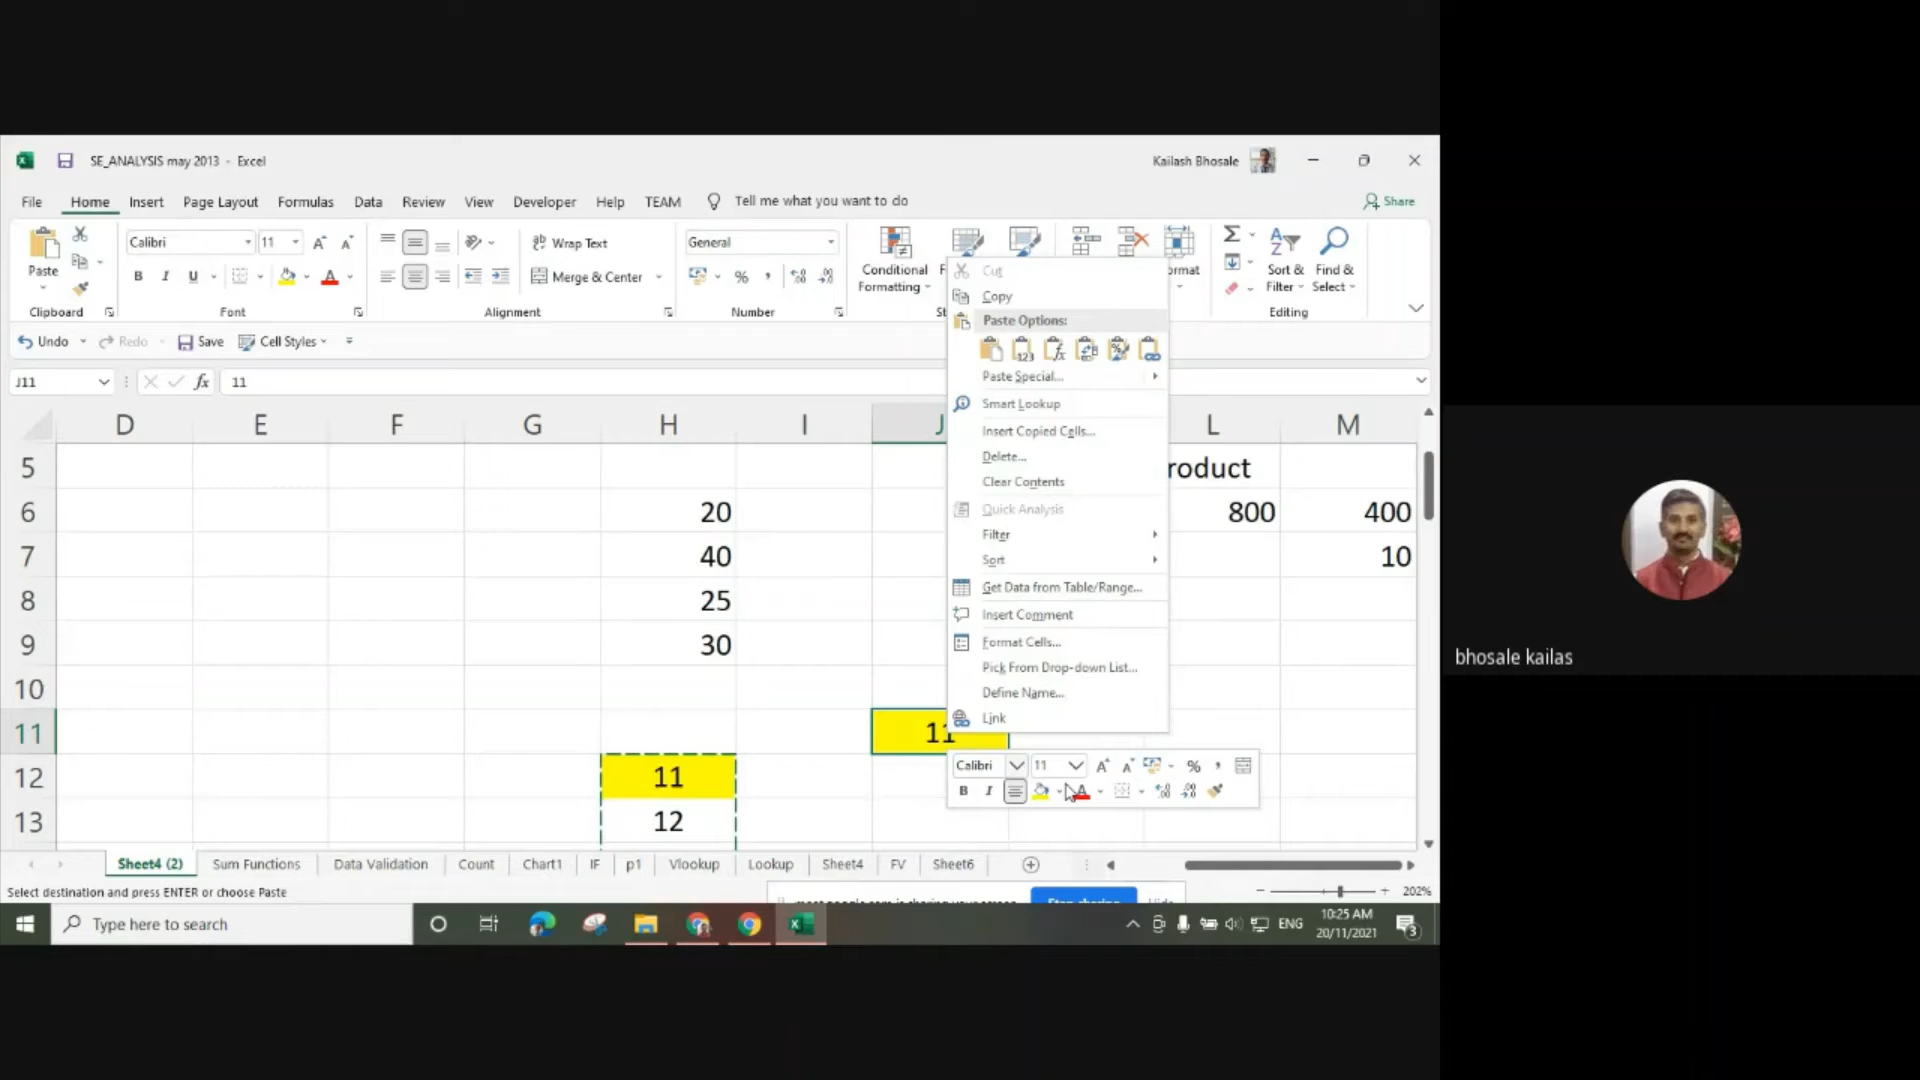 SE_ANALYSIS may 2013 - Excel
Kailash Bhosale
File Home Insert Page Layout Formulas Data Review View Developer Help TEAM Tell me what you want to do
Share
Paste
Calibri 11
Wrap Text
General
Merge & Center
Conditional Formatting
Sort & Filter
Find & Select
Clipboard Font Alignment Number Editing
Undo Redo Save Cell Styles
J11 fx 11
D E F G H I J L M
5 roduct
6 20 800 400
7 40 10
8 25
9 30
10
11 11
12 11
13 12
Cut
Copy
Paste Options:
Paste Special...
Smart Lookup
Insert Copied Cells...
Delete...
Clear Contents
Quick Analysis
Filter
Sort
Get Data from Table/Range...
Insert Comment
Format Cells...
Pick From Drop-down List...
Define Name...
Link
Calibri 11
B I
Sheet4 (2) Sum Functions Data Validation Count Chart1 IF p1 Vlookup Lookup Sheet4 FV Sheet6
Select destination and press ENTER or choose Paste
202%
Type here to search
ENG
10:25 AM
20/11/2021
3
bhosale kailas